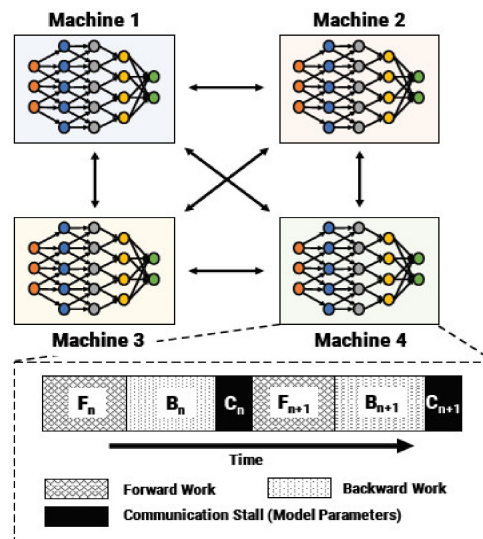 Machine 1
Machine 2
Machine 3
Machine 4
Fn Bn Cn Fn+1 Bn+1 Cn+1
Time
Forward Work
Backward Work
Communication Stall (Model Parameters)